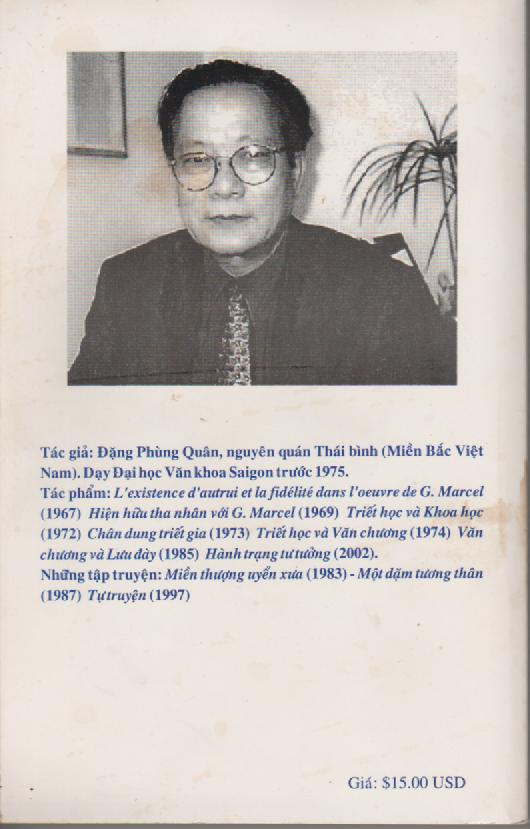 Tác giả: Đặng Phùng Quân, nguyên quán Thái bình (Miền Bắc Việt
Nam). Dạy Đại học Văn khoa Saigon trước 1975.
Tác phẩm: L'existence d'autrui et la fidélité dans l'oeuvre de G. Marcel
(1967) Hiện hữu tha nhân với G. Marcel (1969) Triết học và Khoa học
(1972) Chân dung triết gia (1973) Triết học và Văn chương (1974) Văn
chương và Lưu đày (1985) Hành trạng tư tưởng (2002).
Những tập truyện: Miền thượng uyển xưa (1983) - Một dặm tương thân
(1987) Tự truyện (1997)
Giá: $15.00 USD